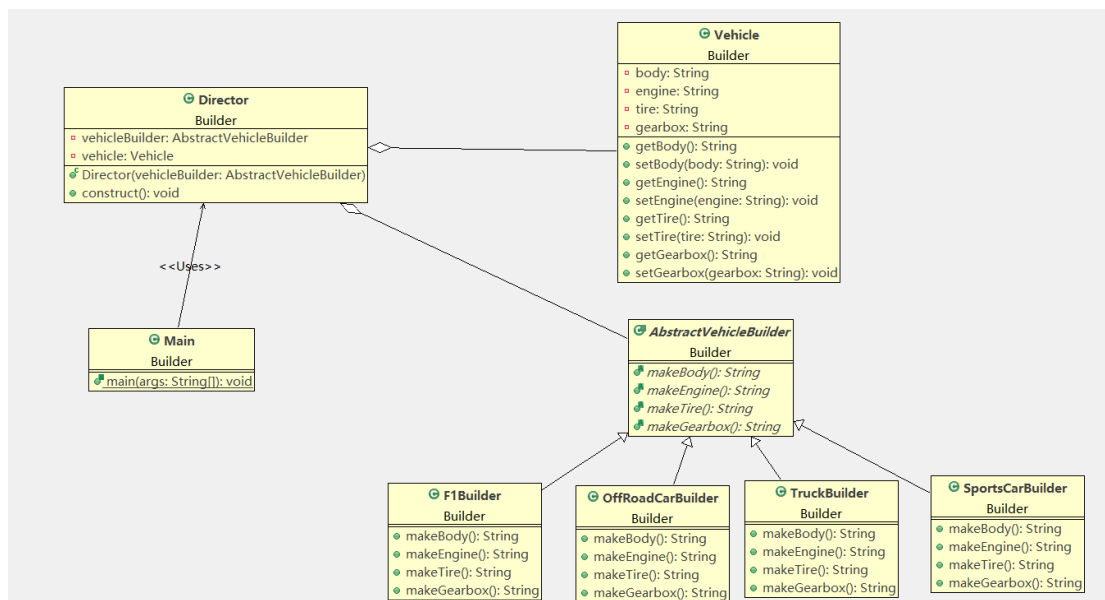 Director
Builder
vehicleBuilder: AbstractVehicleBuilder
vehicle: Vehicle
Director(vehicleBuilder: AbstractVehicleBuilder)
construct(): void
Vehicle
Builder
body: String
engine: String
tire: String
gearbox: String
getBody(): String
setBody(body: String): void
getEngine(): String
setEngine(engine: String): void
getTire(): String
setTire(tire: String): void
getGearbox(): String
setGearbox(gearbox: String): void
<<Uses>>
Main
Builder
main(args: String[]): void
AbstractVehicleBuilder
Builder
makeBody(): String
makeEngine(): String
makeTire(): String
makeGearbox(): String
F1Builder
Builder
makeBody(): String
makeEngine(): String
makeTire(): String
makeGearbox(): String
OffRoadCarBuilder
Builder
makeBody(): String
makeEngine(): String
makeTire(): String
makeGearbox(): String
TruckBuilder
Builder
makeBody(): String
makeEngine(): String
makeTire(): String
makeGearbox(): String
SportsCarBuilder
Builder
makeBody(): String
makeEngine(): String
makeTire(): String
makeGearbox(): String